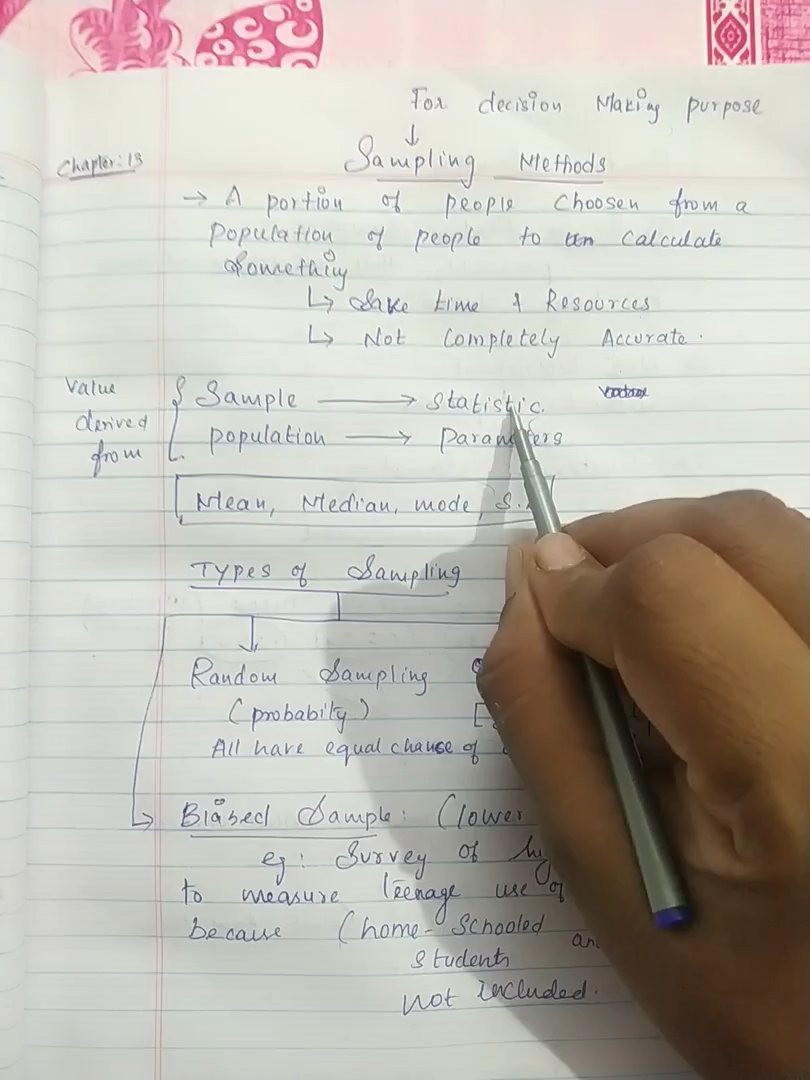 For decision Making purpose
↓
Chapter: 13
Sampling Methods
→ A portion of people Choosen from a
population of people to calculate
Something
↳ Save time & Resources
↳ Not Completely Accurate.
Value derived from
Sample → Statistic
population → Parameters
Mean, Median, mode, S.
Types of Sampling
Random Sampling
(probabity)
All have equal chance of
Biased Sample: (lower
eg: Survey of
to measure Teenage use of
because (home-schooled
students
not included.